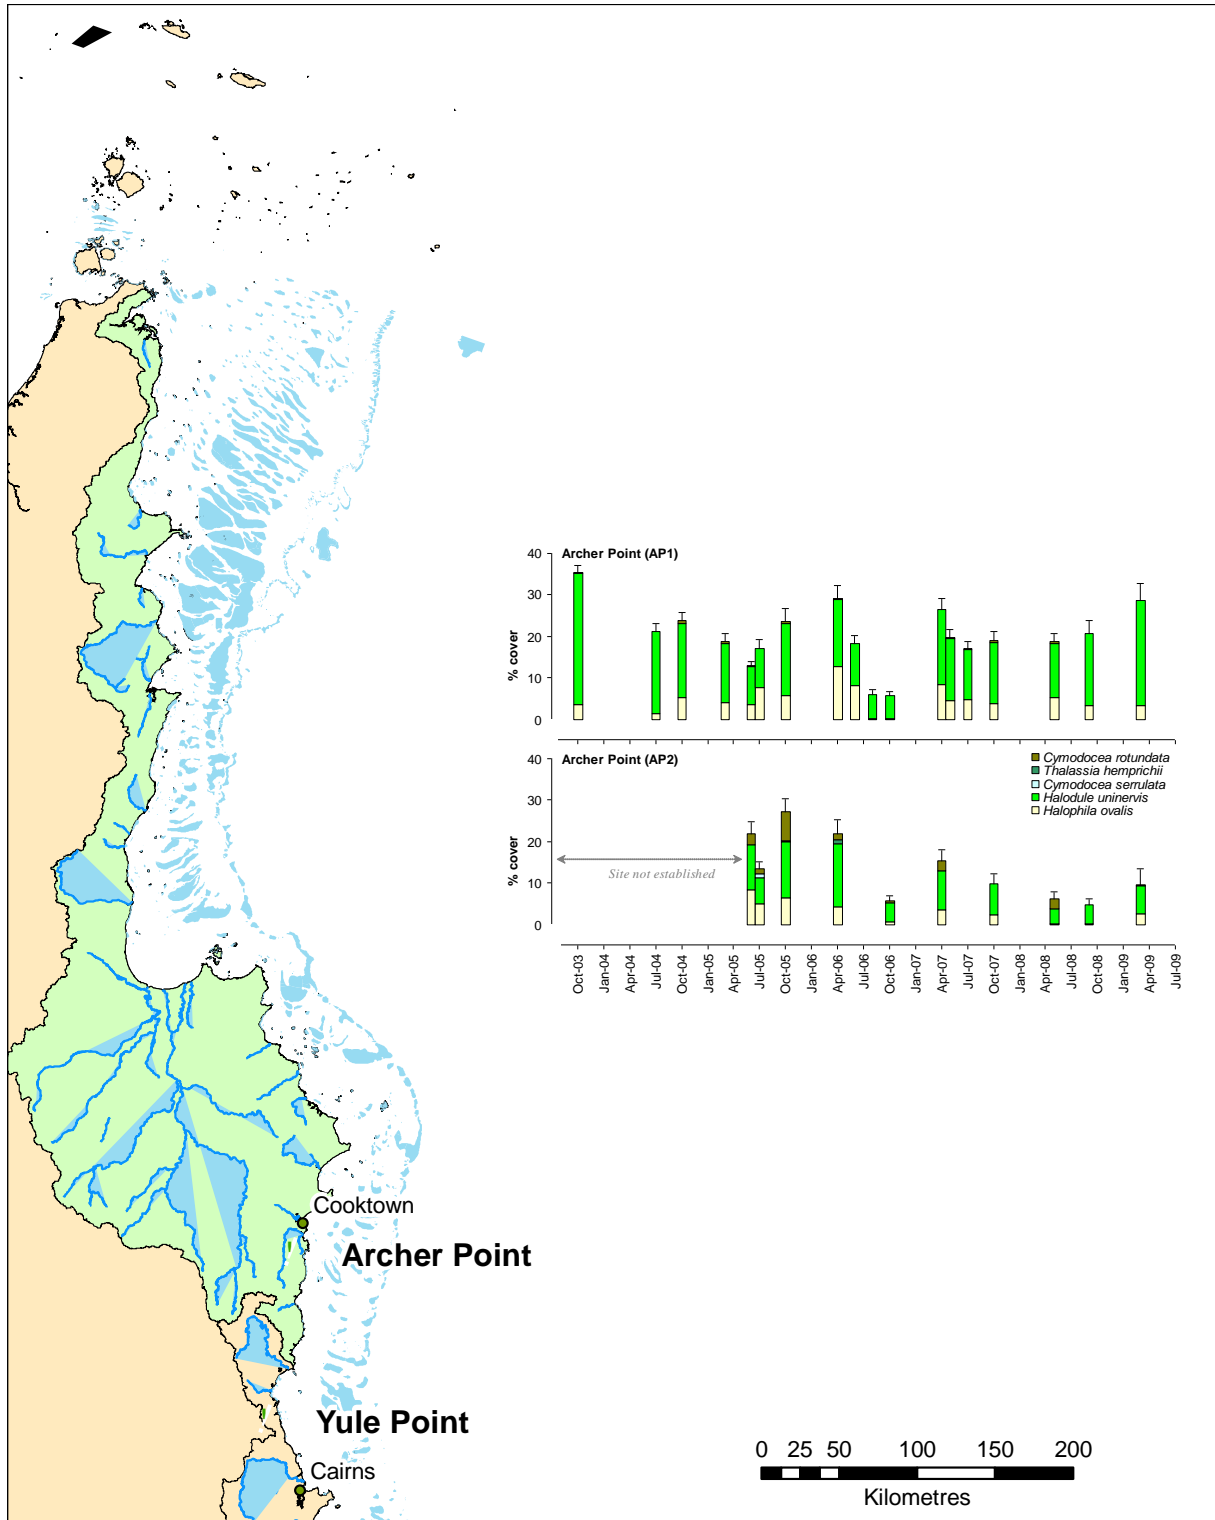 Archer Point (AP1)
40
30
20
10
0
% cover
Archer Point (AP2)
40
30
20
10
0
% cover
Cymodocea rotundata
Thalassia hemprichii
Cymodocea serrulata
Halodule uninervis
Halophila ovalis
Site not established
Oct-03
Jan-04
Apr-04
Jul-04
Oct-04
Jan-05
Apr-05
Jul-05
Oct-05
Jan-06
Apr-06
Jul-06
Oct-06
Jan-07
Apr-07
Jul-07
Oct-07
Jan-08
Apr-08
Jul-08
Oct-08
Jan-09
Apr-09
Jul-09
Cooktown
Archer Point
Yule Point
Cairns
0 25 50 100 150 200
Kilometres